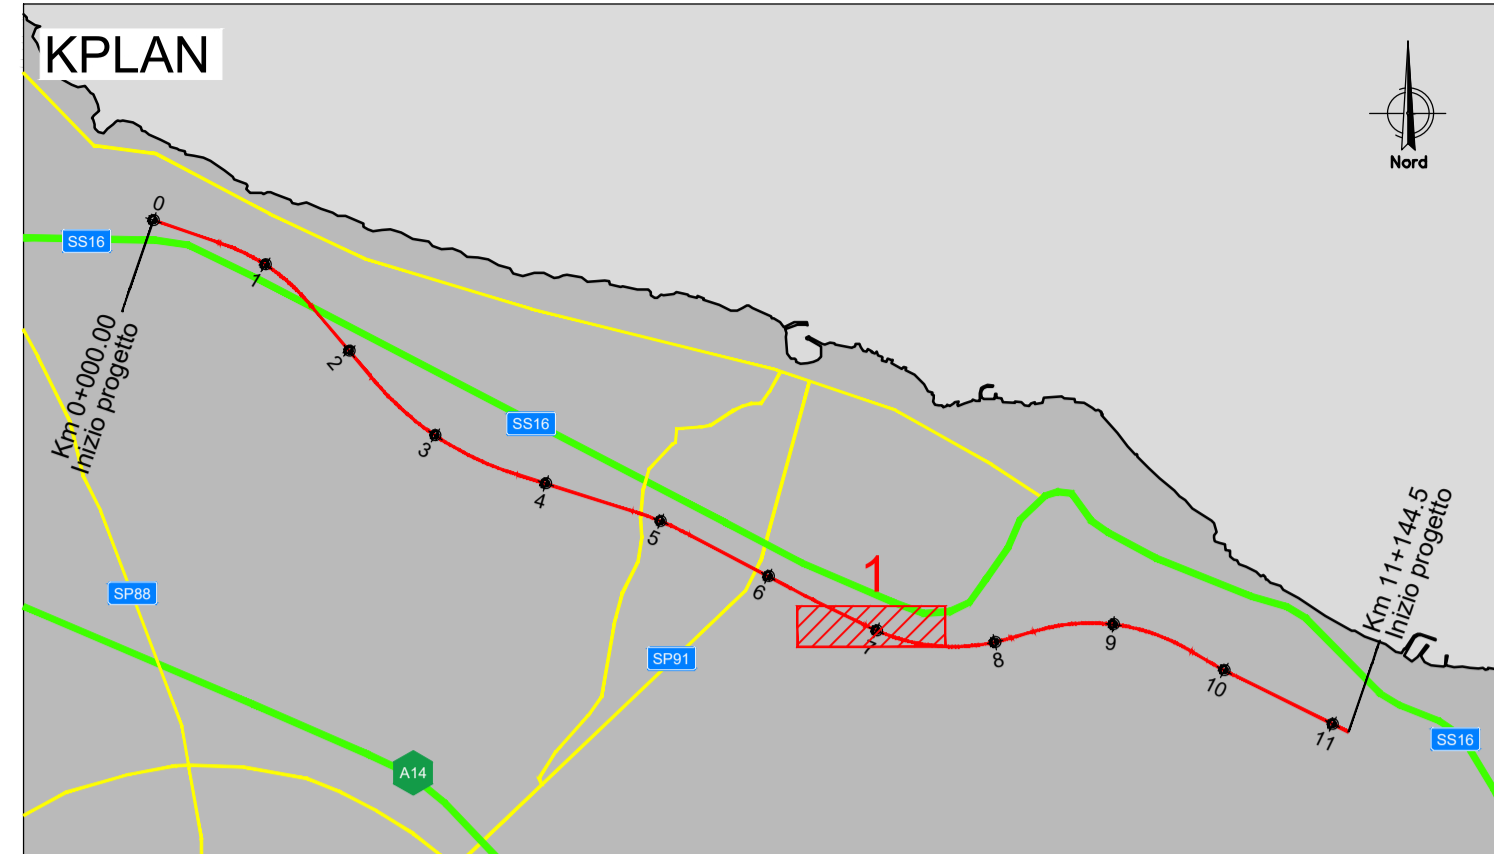 KPLAN
Nord
0
SS16
1
Km 0+000.00
Inizio progetto
2
SS16
3
4
5
6
1
7
8
9
10
11
Km 11+144.5
Inizio progetto
SP88
SP91
SS16
A14